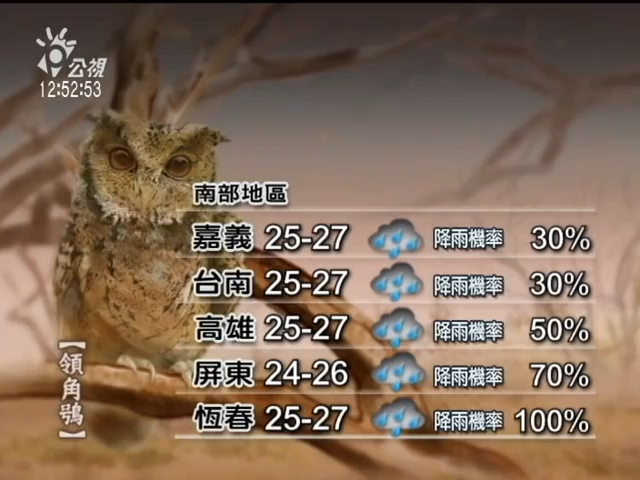 公視
12:52:53
南部地區
嘉義 25-27 降雨機率 30%
台南 25-27 降雨機率 30%
高雄 25-27 降雨機率 50%
屏東 24-26 降雨機率 70%
恆春 25-27 降雨機率 100%
【領角鴞】